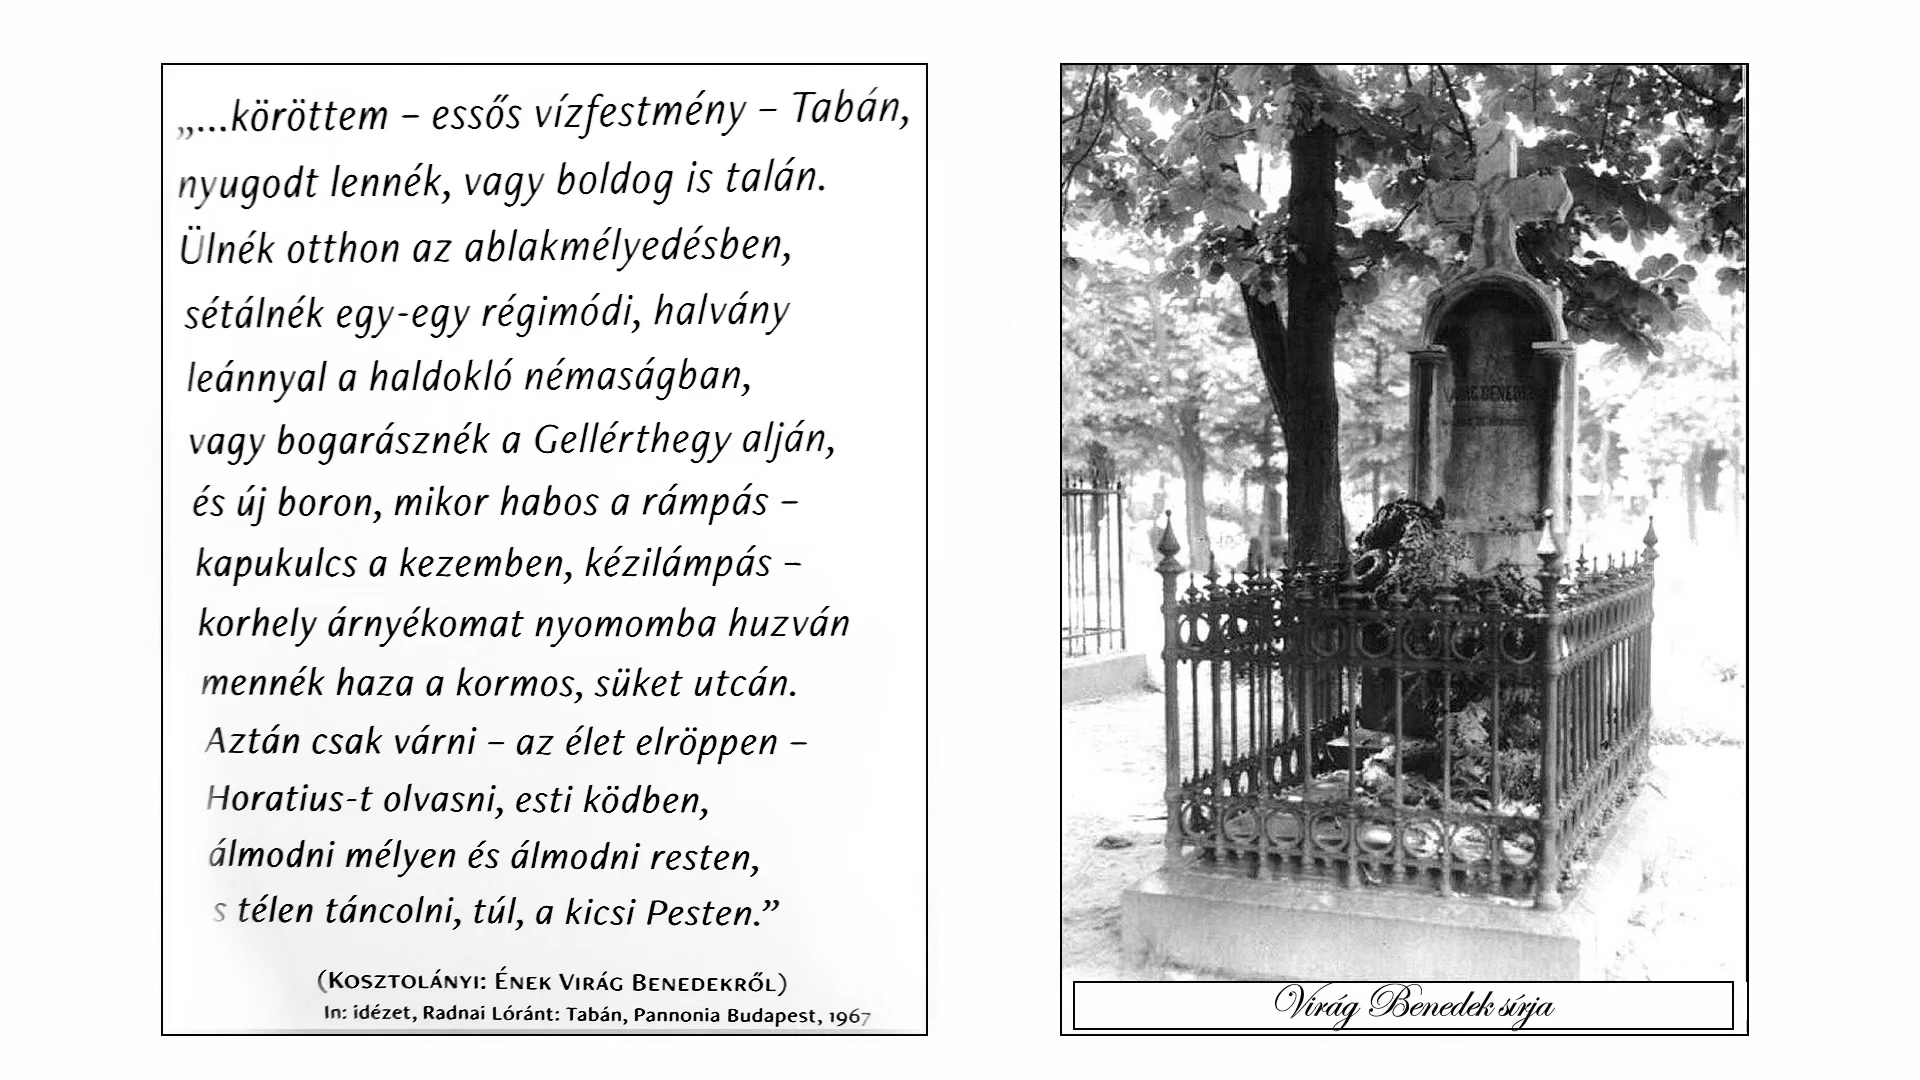 „...köröttem – essős vízfestmény – Tabán,
nyugodt lennék, vagy boldog is talán.
Ülnék otthon az ablakmélyedésben,
sétálnék egy-egy régimódi, halvány
leánnyal a haldokló némaságban,
vagy bogarásznék a Gellérthegy alján,
és új boron, mikor habos a rámpás –
kapukulcs a kezemben, kézilámpás –
korhely árnyékomat nyomomba huzván
mennék haza a kormos, süket utcán.
Aztán csak várni – az élet elröppen –
Horatius-t olvasni, esti ködben,
álmodni mélyen és álmodni resten,
s télen táncolni, túl, a kicsi Pesten.”
(Kosztolányi: Ének Virág Benedekről)
In: idézet, Radnai Lóránt: Tabán, Pannonia Budapest, 1967
Virág Benedek sírja